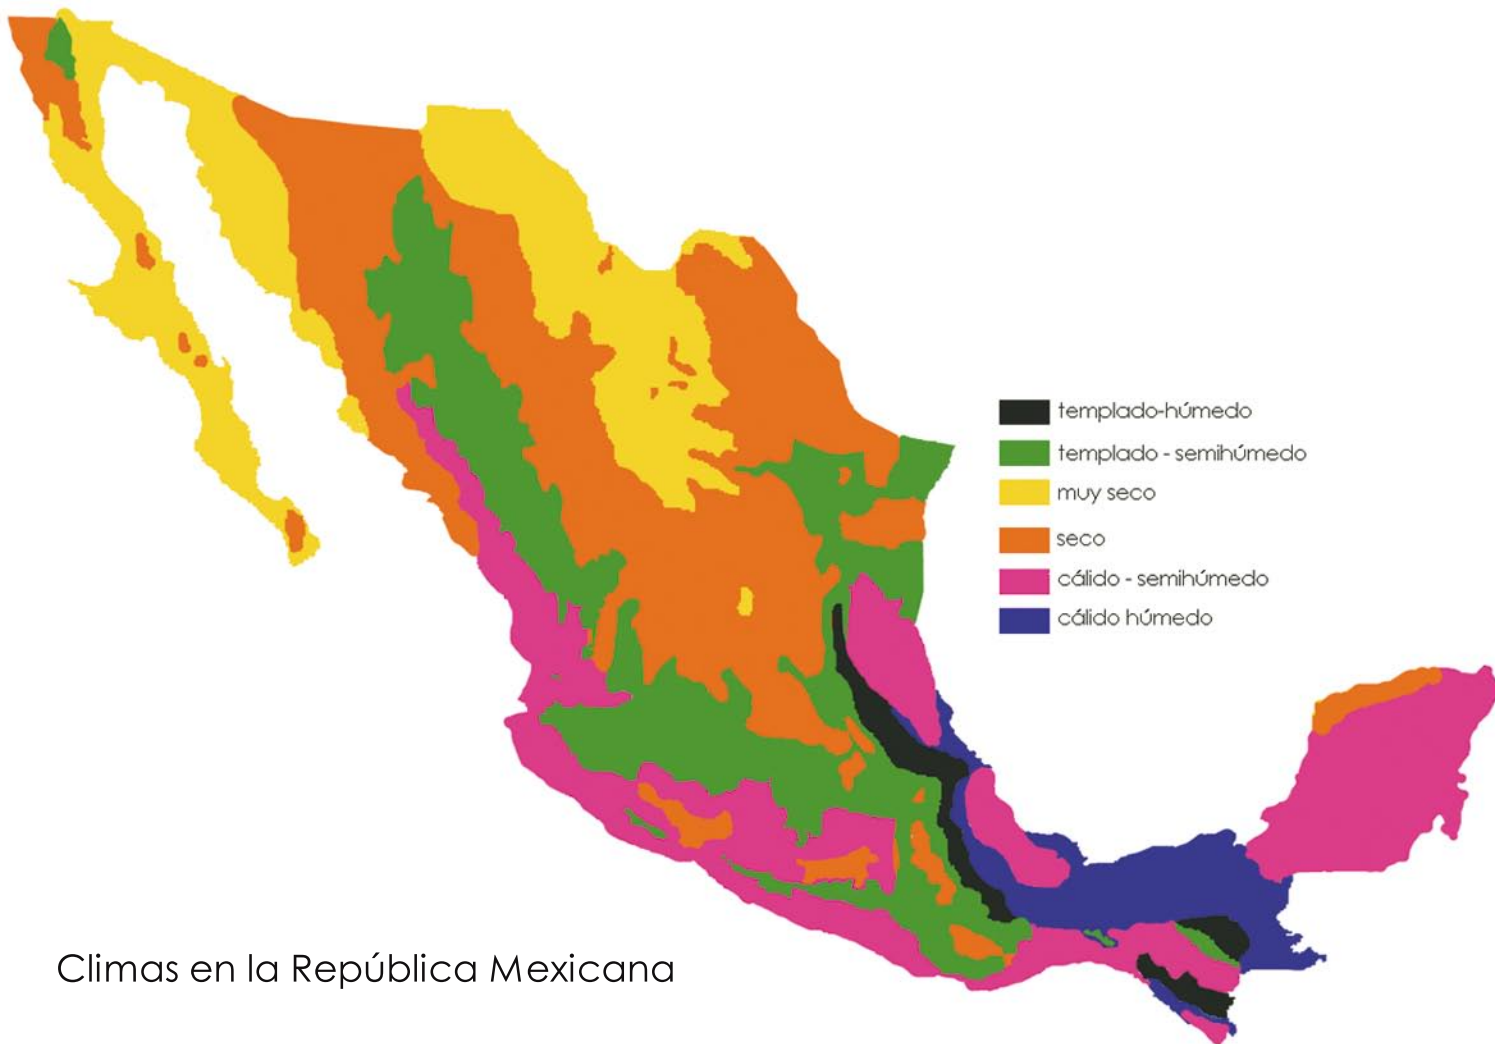 templado-húmedo
templado - semihúmedo
muy seco
seco
cálido - semihúmedo
cálido húmedo
Climas en la República Mexicana